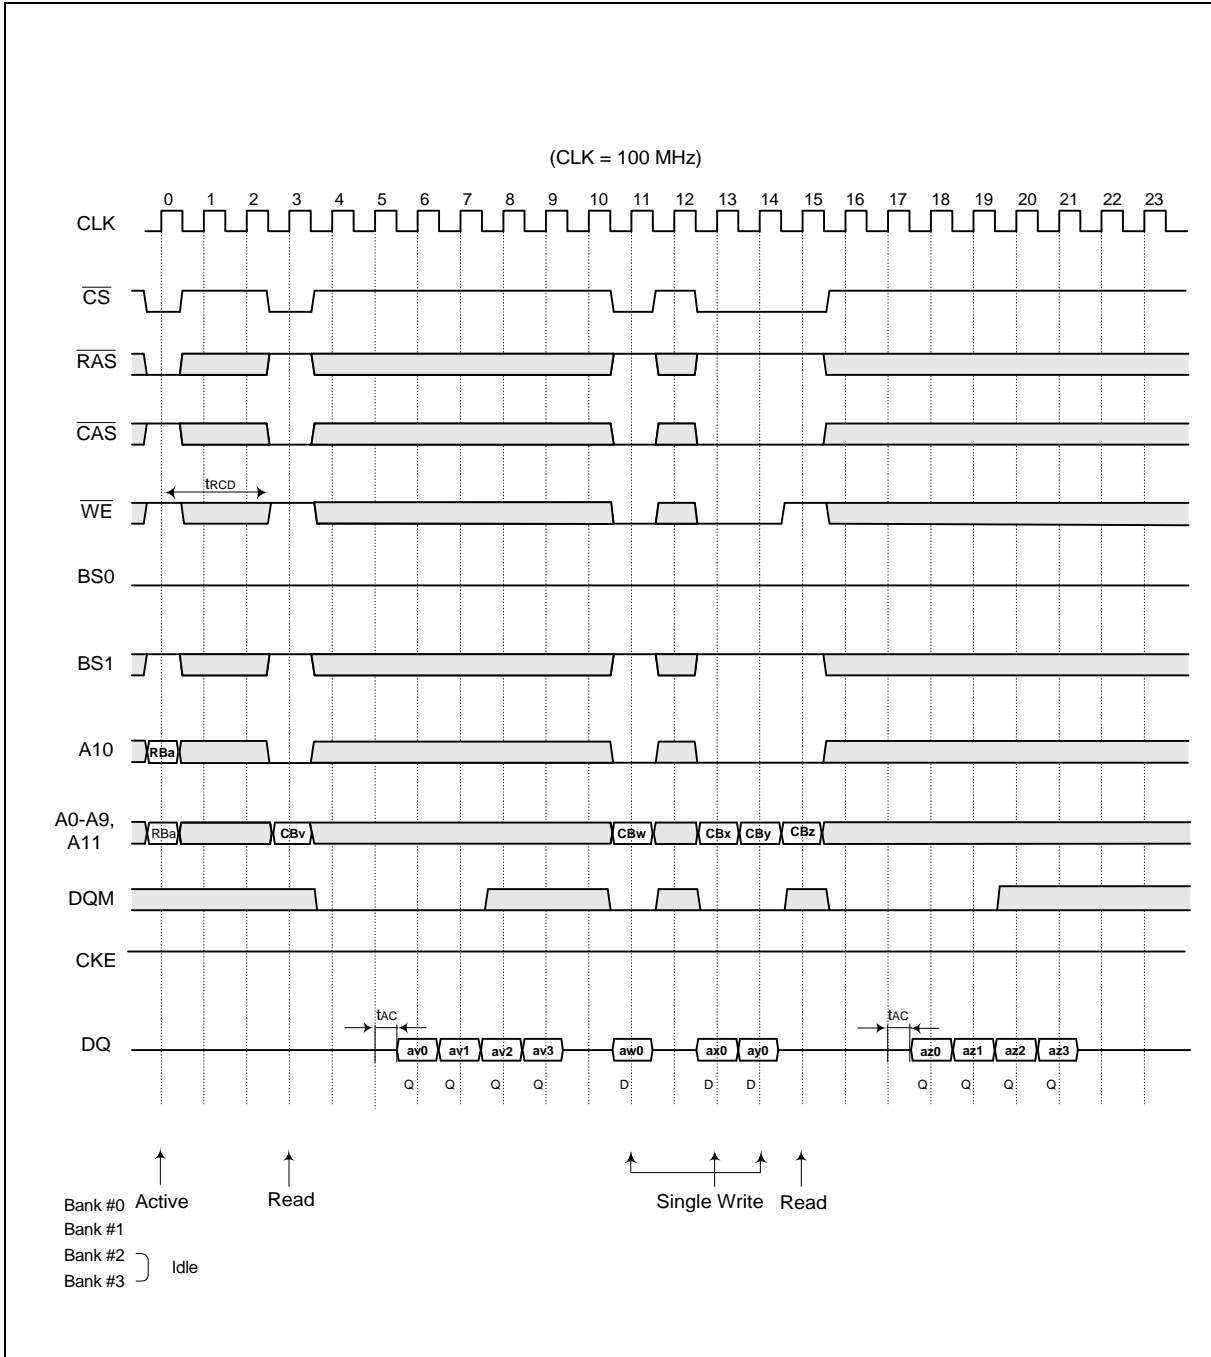 (CLK = 100 MHz)
0 1 2 3 4 5 6 7 8 9 10 11 12 13 14 15 16 17 18 19 20 21 22 23
CLK
CS
RAS
CAS
tRCD
WE
BS0
BS1
A10
RBa
A0-A9,
A11
RBa CBv CBw CBx CBy CBz
DQM
CKE
tAC tAC
DQ
av0 av1 av2 av3 aw0 ax0 ay0 az0 az1 az2 az3
Q Q Q Q D D D Q Q Q Q
Active Read Single Write Read
Bank #0
Bank #1
Bank #2
Idle
Bank #3